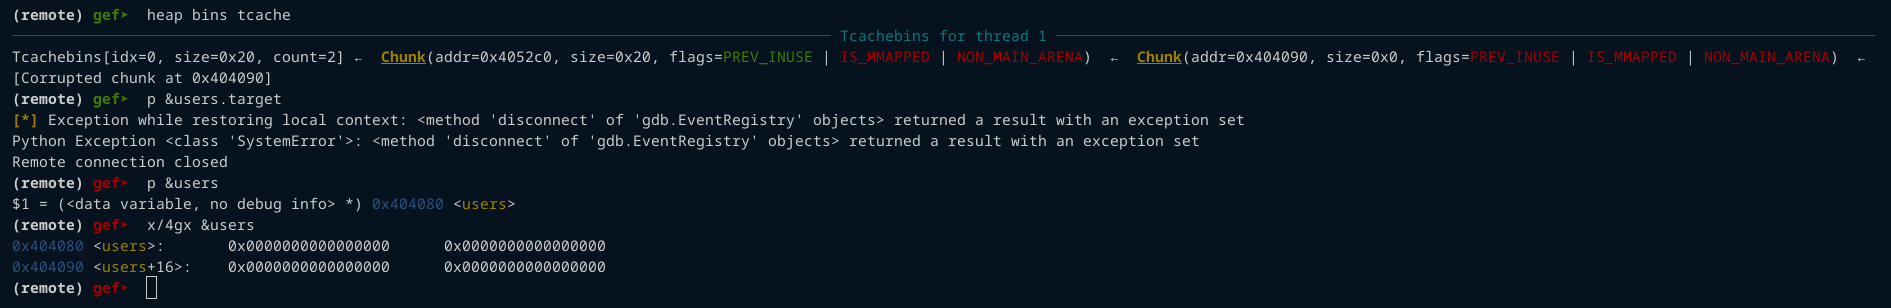 (remote) gef➤  heap bins tcache
Tcachebins for thread 1
Tcachebins[idx=0, size=0x20, count=2] ←  Chunk(addr=0x4052c0, size=0x20, flags=PREV_INUSE | IS_MMAPPED | NON_MAIN_ARENA)  ←  Chunk(addr=0x404090, size=0x0, flags=PREV_INUSE | IS_MMAPPED | NON_MAIN_ARENA)  ←
[Corrupted chunk at 0x404090]
(remote) gef➤  p &users.target
[*] Exception while restoring local context: <method 'disconnect' of 'gdb.EventRegistry' objects> returned a result with an exception set
Python Exception <class 'SystemError'>: <method 'disconnect' of 'gdb.EventRegistry' objects> returned a result with an exception set
Remote connection closed
(remote) gef➤  p &users
$1 = (<data variable, no debug info> *) 0x404080 <users>
(remote) gef➤  x/4gx &users
0x404080 <users>:       0x0000000000000000      0x0000000000000000
0x404090 <users+16>:    0x0000000000000000      0x0000000000000000
(remote) gef➤